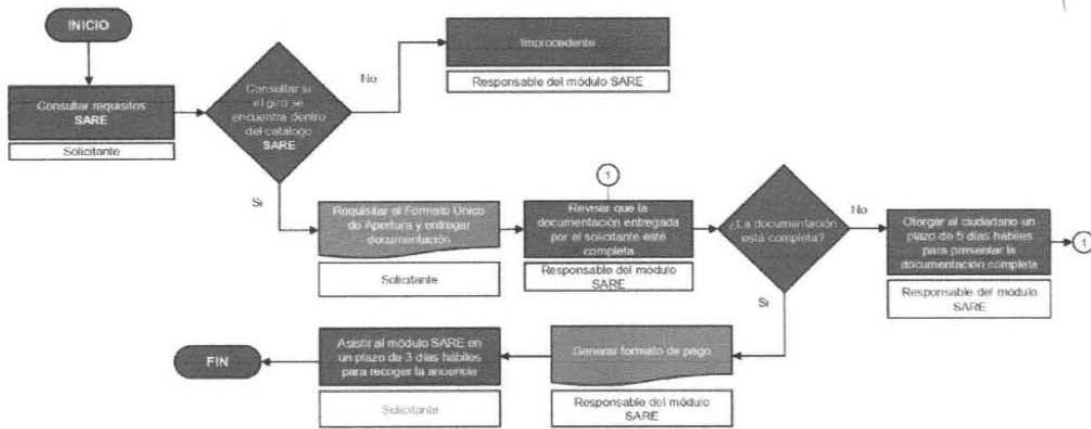 INICIO
Consultar requisitos
SARE
Solicitante
Consultar si
el giro se
encuentra dentro
del catalogo
SARE
No
Improcedente
Responsable del módulo SARE
Si
Requisitar el Formato Unico
de Apertura y entregar
documentación
Solicitante
1
Revisar que la
documentación entregada
por el solicitante esté
completa
Responsable del módulo
SARE
¿La documentación
está completa?
No
Otorgar al ciudadano un
plazo de 5 días hábiles
para presentar la
documentación completa
Responsable del módulo
SARE
1
Si
Generar formato de pago
Responsable del módulo
SARE
Asistir al módulo SARE en
un plazo de 3 días hábiles
para recoger la anuencia
Solicitante
FIN